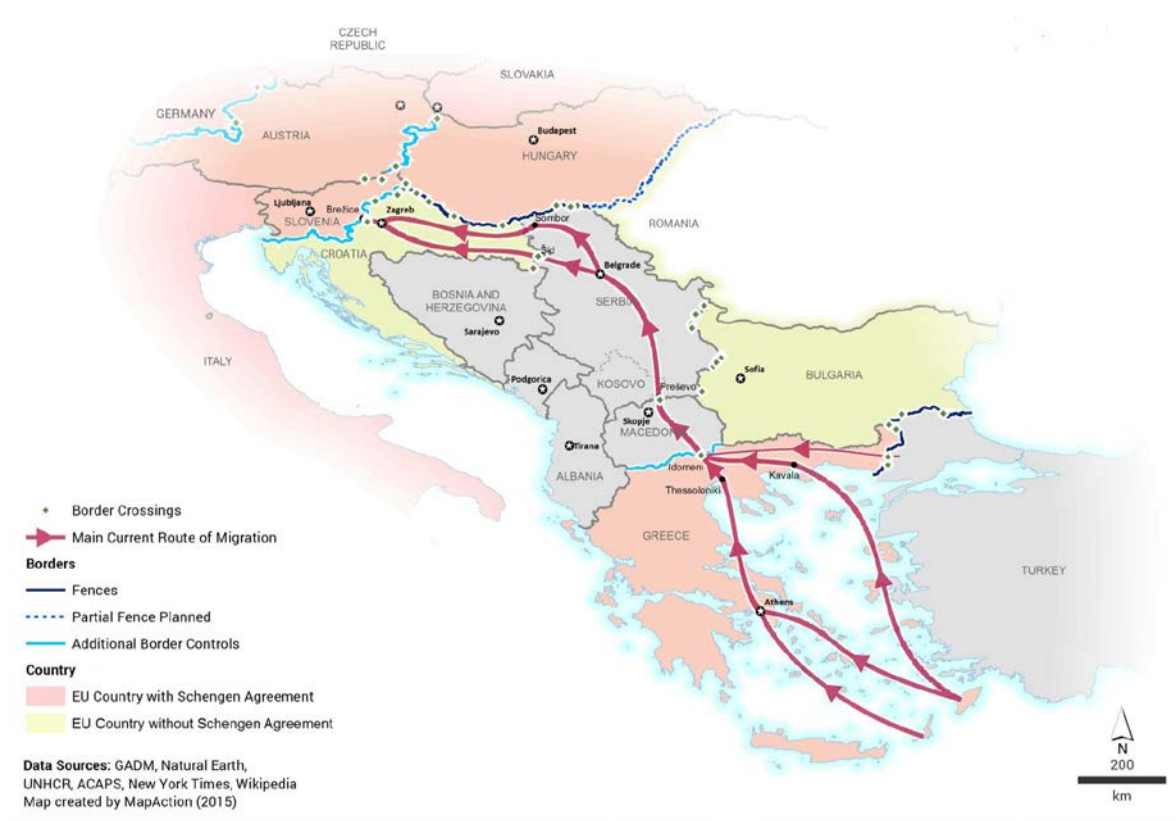 CZECH
REPUBLIC
SLOVAKIA
GERMANY
AUSTRIA
Budapest
HUNGARY
Ljubljana
SLOVENIA
Brežice
Zagreb
Sombor
ROMANIA
CROATIA
Šid
Belgrade
BOSNIA AND
HERZEGOVINA
SERBIA
Sarajevo
ITALY
Podgorica
KOSOVO
Preševo
Sofia
BULGARIA
Skopje
MACEDONI
Tirana
ALBANIA
Idomeni
Kavala
Thessoloniki
GREECE
TURKEY
Athens
Border Crossings
Main Current Route of Migration
Borders
Fences
Partial Fence Planned
Additional Border Controls
Country
EU Country with Schengen Agreement
EU Country without Schengen Agreement
Data Sources: GADM, Natural Earth,
UNHCR, ACAPS, New York Times, Wikipedia
Map created by MapAction (2015)
N
200
km